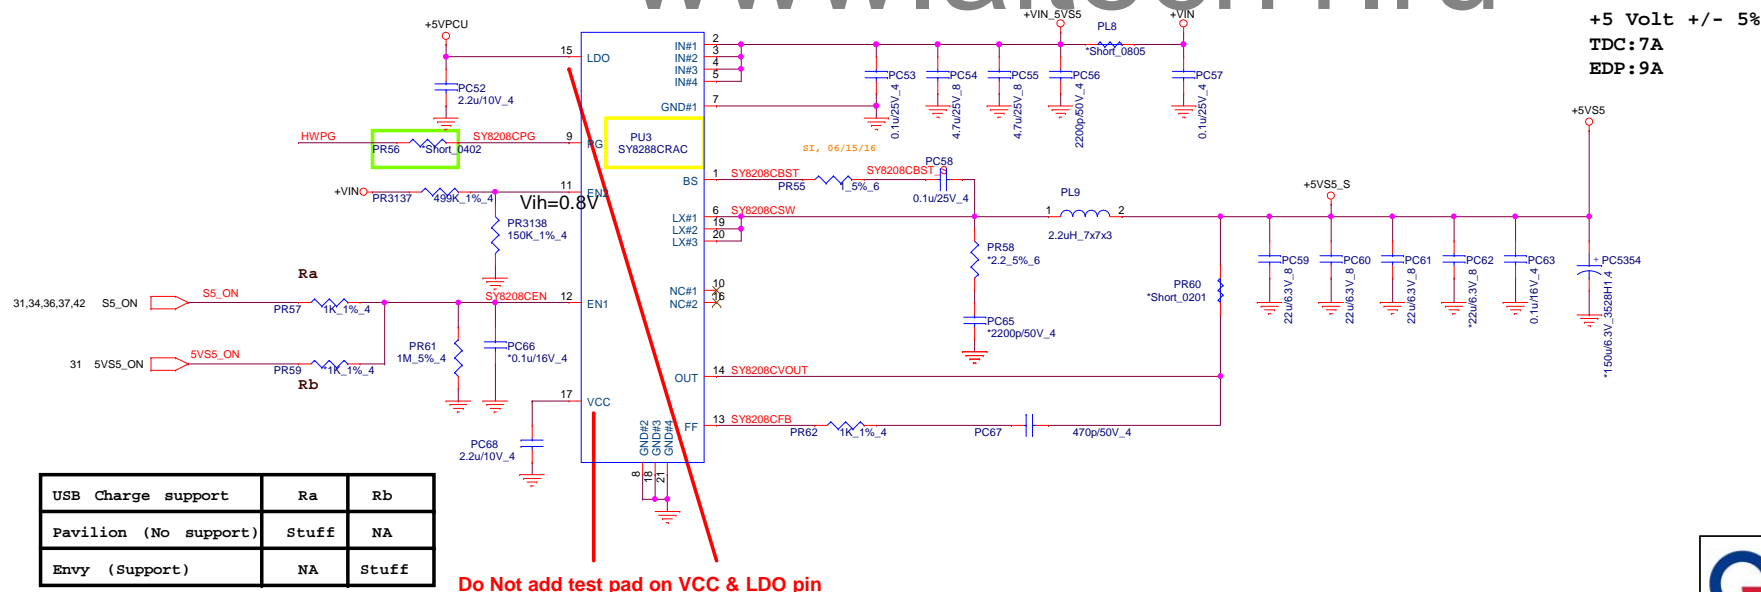 +5VPCU
+VIN_5VS5
+VIN
+5 Volt +/- 5%
TDC:7A
EDP:9A
PL8
*Short_0805
15
LDO
IN#1
2
IN#2
3
IN#3
4
IN#4
5
PC52
2.2u/10V_4
PC53
0.1u/25V_4
PC54
4.7u/25V_8
PC55
4.7u/25V_8
PC56
2200p/50V_4
PC57
0.1u/25V_4
GND#1
7
+5VS5
HWPG
SY8208CPG
9
PG
PR56
*Short_0402
PU3
SY8288CRAC
SI, 06/15/16
BS
1
SY8208CBST
PR55
1_5%_6
SY8208CBST_S
PC58
0.1u/25V_4
+VIN
PR3137
499K_1%_4
11
EN2
Vih=0.8V
PR3138
150K_1%_4
LX#1
6
SY8208CSW
LX#2
19
LX#3
20
PL9
1
2
2.2uH_7x7x3
+5VS5_S
PR58
*2.2_5%_6
PC65
*2200p/50V_4
PR60
*Short_0201
PC59
22u/6.3V_8
PC60
22u/6.3V_8
PC61
22u/6.3V_8
PC62
*22u/6.3V_8
PC63
0.1u/16V_4
+
PC5354
*150u/6.3V_3528H1.4
NC#1
10
NC#2
16
Ra
31,34,36,37,42
S5_ON
S5_ON
PR57
1K_1%_4
SY8208CEN
12
EN1
31
5VS5_ON
5VS5_ON
PR59
*1K_1%_4
Rb
PR61
1M_5%_4
PC66
*0.1u/16V_4
OUT
14
SY8208CVOUT
17
VCC
FF
13
SY8208CFB
PR62
1K_1%_4
PC67
470p/50V_4
PC68
2.2u/10V_4
GND#2
GND#3
GND#4
8
18
21
USB Charge support Ra Rb
Pavilion (No support) Stuff NA
Envy (Support) NA Stuff
Do Not add test pad on VCC & LDO pin